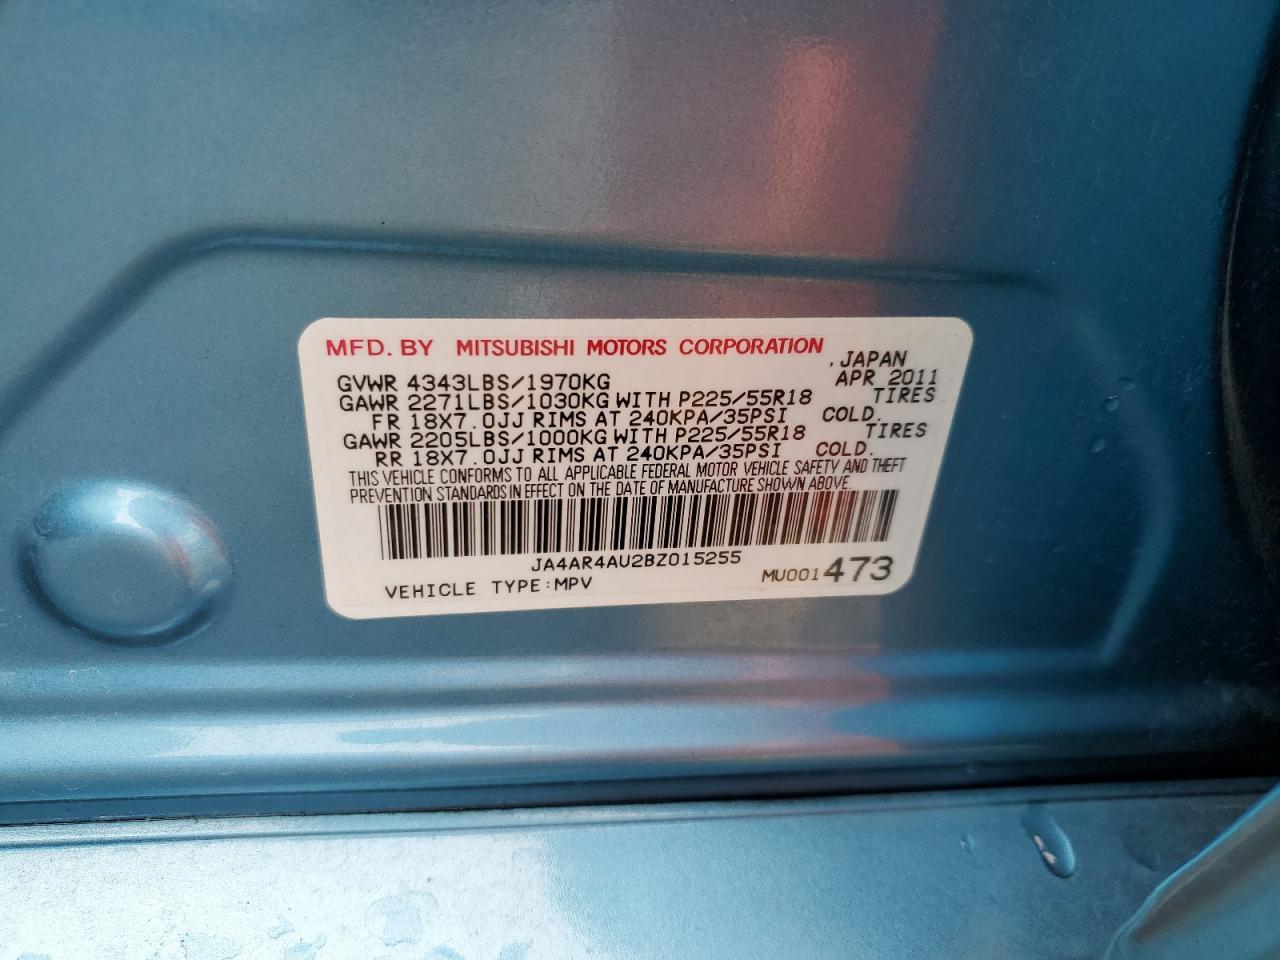 MFD. BY MITSUBISHI MOTORS CORPORATION, JAPAN
GVWR 4343LBS/1970KG APR 2011
GAWR 2271LBS/1030KG WITH P225/55R18 TIRES
FR 18X7.0JJ RIMS AT 240KPA/35PSI COLD.
GAWR 2205LBS/1000KG WITH P225/55R18 TIRES
RR 18X7.0JJ RIMS AT 240KPA/35PSI COLD.
THIS VEHICLE CONFORMS TO ALL APPLICABLE FEDERAL MOTOR VEHICLE SAFETY AND THEFT
PREVENTION STANDARDS IN EFFECT ON THE DATE OF MANUFACTURE SHOWN ABOVE.
JA4AR4AU2BZ015255
VEHICLE TYPE:MPV MU001473